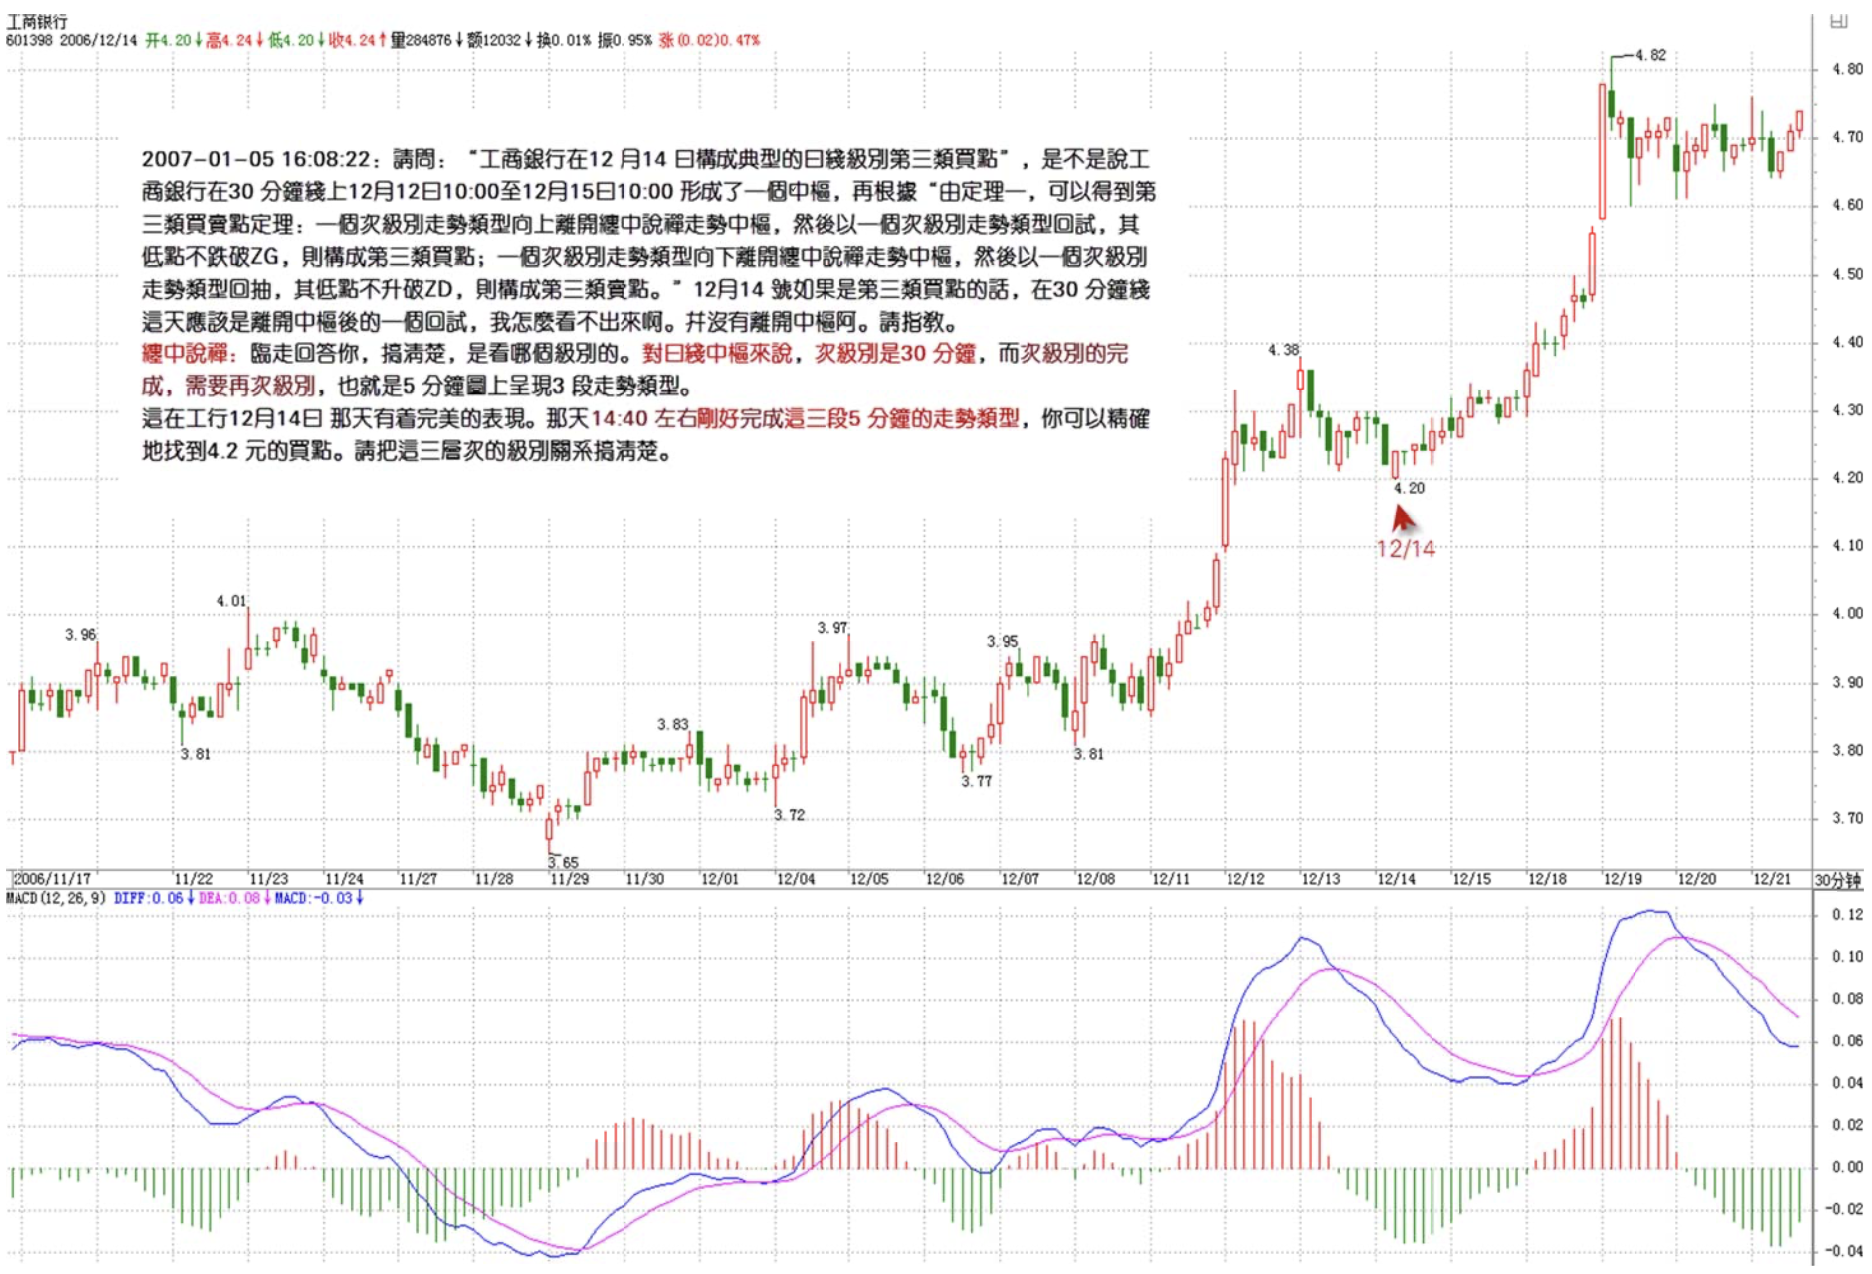 工商银行
601398 2006/12/14 开4.20↓高4.24↓低4.20↓收4.24↑量284876↓额12032↓换0.01% 振0.95% 涨(0.02)0.47%
日
4.82
4.80
4.70
4.60
4.50
4.40
4.30
4.20
4.10
4.00
3.90
3.80
3.70
2007-01-05 16:08:22：請問：“工商銀行在12 月14 日構成典型的日綫級別第三類買點”，是不是說工
商銀行在30 分鐘綫上12月12日10:00至12月15日10:00 形成了一個中樞，再根據“由定理一，可以得到第
三類買賣點定理：一個次級別走勢類型向上離開纏中說禪走勢中樞，然後以一個次級別走勢類型回試，其
低點不跌破ZG，則構成第三類買點；一個次級別走勢類型向下離開纏中說禪走勢中樞，然後以一個次級別
走勢類型回抽，其低點不升破ZD，則構成第三類賣點。”12月14 號如果是第三類買點的話，在30 分鐘綫
這天應該是離開中樞後的一個回試，我怎麼看不出來啊。幷沒有離開中樞阿。請指教。
纏中說禪：臨走回答你，搞淸楚，是看哪個級別的。對日綫中樞來說，次級別是30 分鐘，而次級別的完
成，需要再次級別，也就是5 分鐘圖上呈現3 段走勢類型。
這在工行12月14日 那天有着完美的表現。那天14:40 左右剛好完成這三段5 分鐘的走勢類型，你可以精確
地找到4.2 元的買點。請把這三層次的級別關系搞淸楚。
4.38
4.20
12/14
3.96
4.01
3.81
3.65
3.83
3.72
3.97
3.77
3.95
3.81
2006/11/17 11/22 11/23 11/24 11/27 11/28 11/29 11/30 12/01 12/04 12/05 12/06 12/07 12/08 12/11 12/12 12/13 12/14 12/15 12/18 12/19 12/20 12/21 30分钟
MACD(12,26,9) DIFF:0.06↓DEA:0.08↓MACD:-0.03↓
0.12
0.10
0.08
0.06
0.04
0.02
0.00
-0.02
-0.04